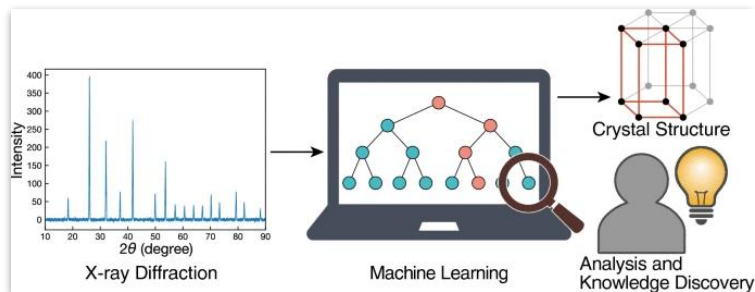 400
350
300
250
200
150
100
50
0
Intensity
10 20 30 40 50 60 70 80 90
2θ (degree)
X-ray Diffraction
Machine Learning
Crystal Structure
Analysis and
Knowledge Discovery